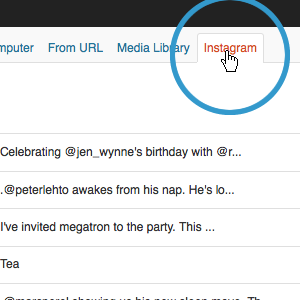 mputer From URL Media Library Instagram
Celebrating @jen_wynne's birthday with @r...
.@peterlehto awakes from his nap. He's lo...
I've invited megatron to the party. This ...
Tea